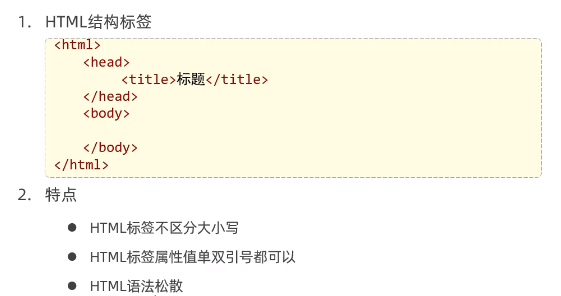 1. HTML结构标签
<html>
<head>
<title>标题</title>
</head>
<body>
</body>
</html>
2. 特点
● HTML标签不区分大小写
● HTML标签属性值单双引号都可以
● HTML语法松散